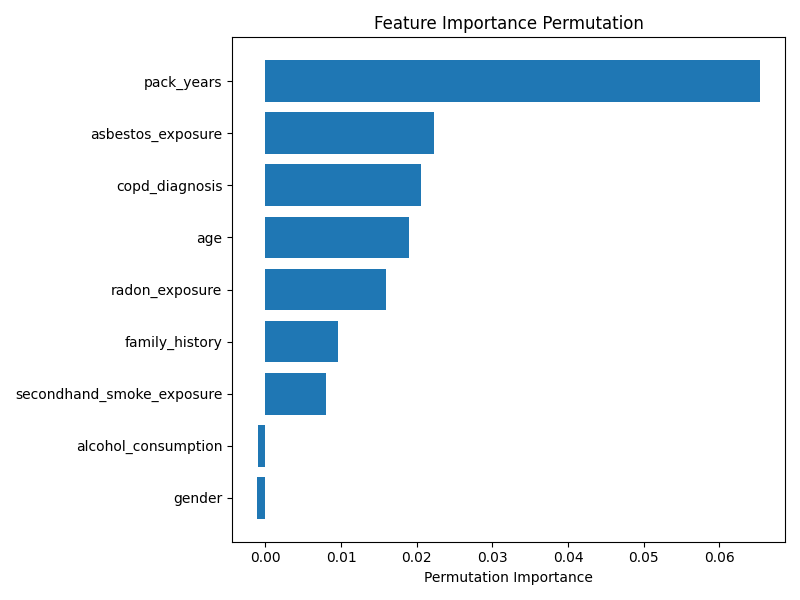 Feature Importance Permutation
pack_years
asbestos_exposure
copd_diagnosis
age
radon_exposure
family_history
secondhand_smoke_exposure
alcohol_consumption
gender
0.00 0.01 0.02 0.03 0.04 0.05 0.06
Permutation Importance